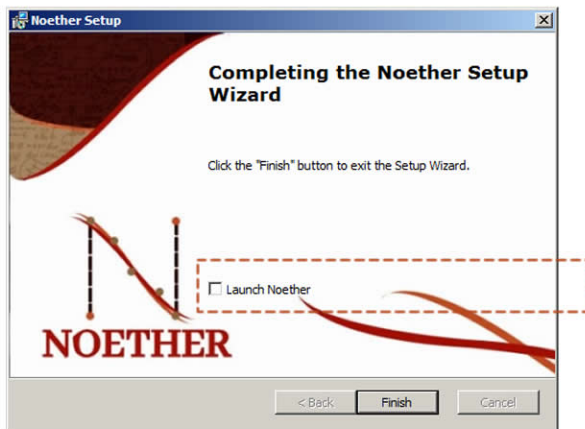 Noether Setup
Completing the Noether Setup
Wizard
Click the "Finish" button to exit the Setup Wizard.
Launch Noether
NOETHER
< Back
Finish
Cancel